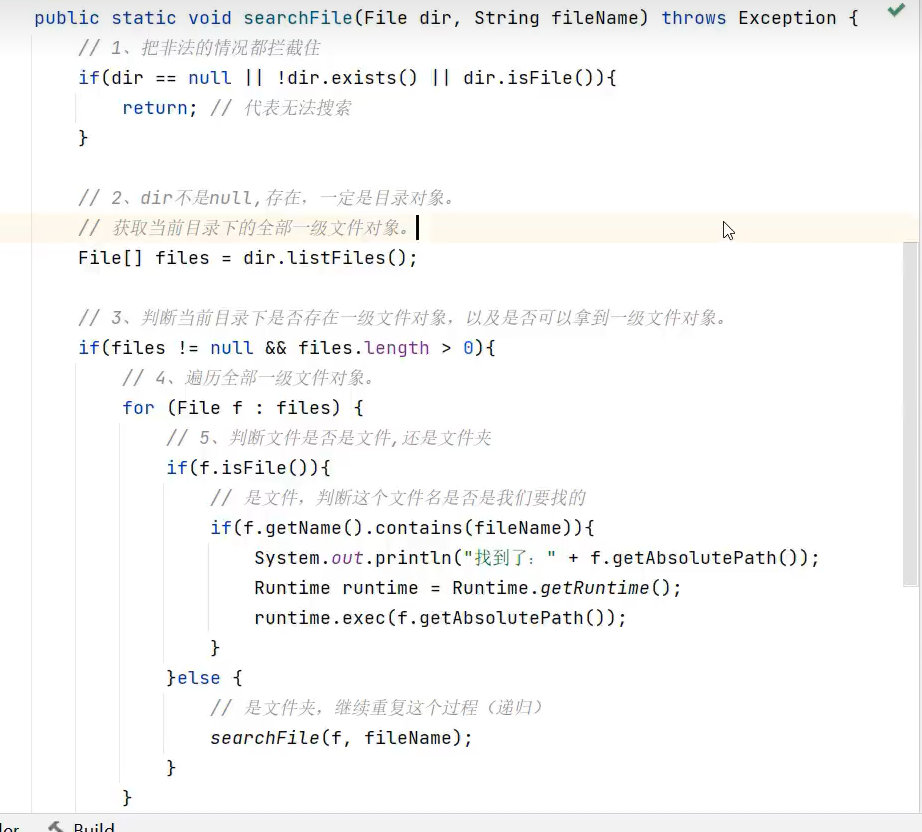 public static void searchFile(File dir, String fileName) throws Exception {
// 1、把非法的情况都拦截住
if(dir == null || !dir.exists() || dir.isFile()){
return; // 代表无法搜索
}
// 2、dir不是null,存在，一定是目录对象。
// 获取当前目录下的全部一级文件对象。
File[] files = dir.listFiles();
// 3、判断当前目录下是否存在一级文件对象，以及是否可以拿到一级文件对象。
if(files != null && files.length > 0){
// 4、遍历全部一级文件对象。
for (File f : files) {
// 5、判断文件是否是文件,还是文件夹
if(f.isFile()){
// 是文件，判断这个文件名是否是我们要找的
if(f.getName().contains(fileName)){
System.out.println("找到了：" + f.getAbsolutePath());
Runtime runtime = Runtime.getRuntime();
runtime.exec(f.getAbsolutePath());
}
}else {
// 是文件夹，继续重复这个过程（递归）
searchFile(f, fileName);
}
}
Build